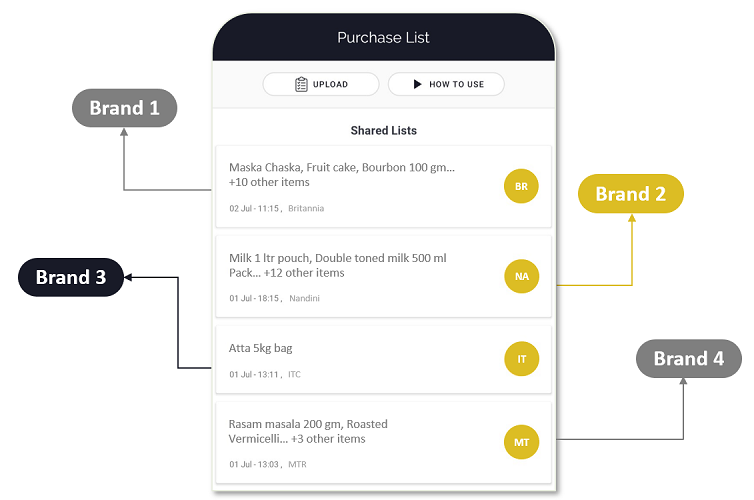 Purchase List
UPLOAD
HOW TO USE
Shared Lists
Brand 1
Maska Chaska, Fruit cake, Bourbon 100 gm...
+10 other items
BR
02 Jul - 11:15 , Britannia
Brand 2
Milk 1 ltr pouch, Double toned milk 500 ml
Pack... +12 other items
NA
01 Jul - 18:15 , Nandini
Brand 3
Atta 5kg bag
IT
01 Jul - 13:11 , ITC
Brand 4
Rasam masala 200 gm, Roasted
Vermicelli... +3 other items
MT
01 Jul - 13:03 , MTR